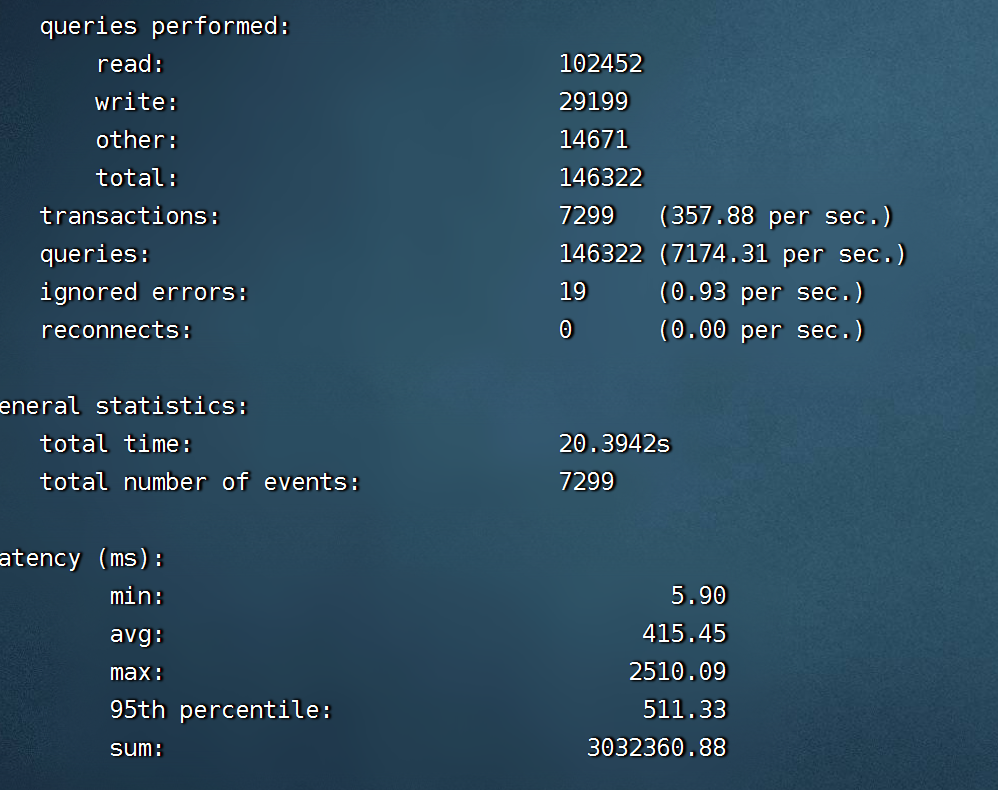 queries performed:
read: 102452
write: 29199
other: 14671
total: 146322
transactions: 7299 (357.88 per sec.)
queries: 146322 (7174.31 per sec.)
ignored errors: 19 (0.93 per sec.)
reconnects: 0 (0.00 per sec.)
eneral statistics:
total time: 20.3942s
total number of events: 7299
atency (ms):
min: 5.90
avg: 415.45
max: 2510.09
95th percentile: 511.33
sum: 3032360.88